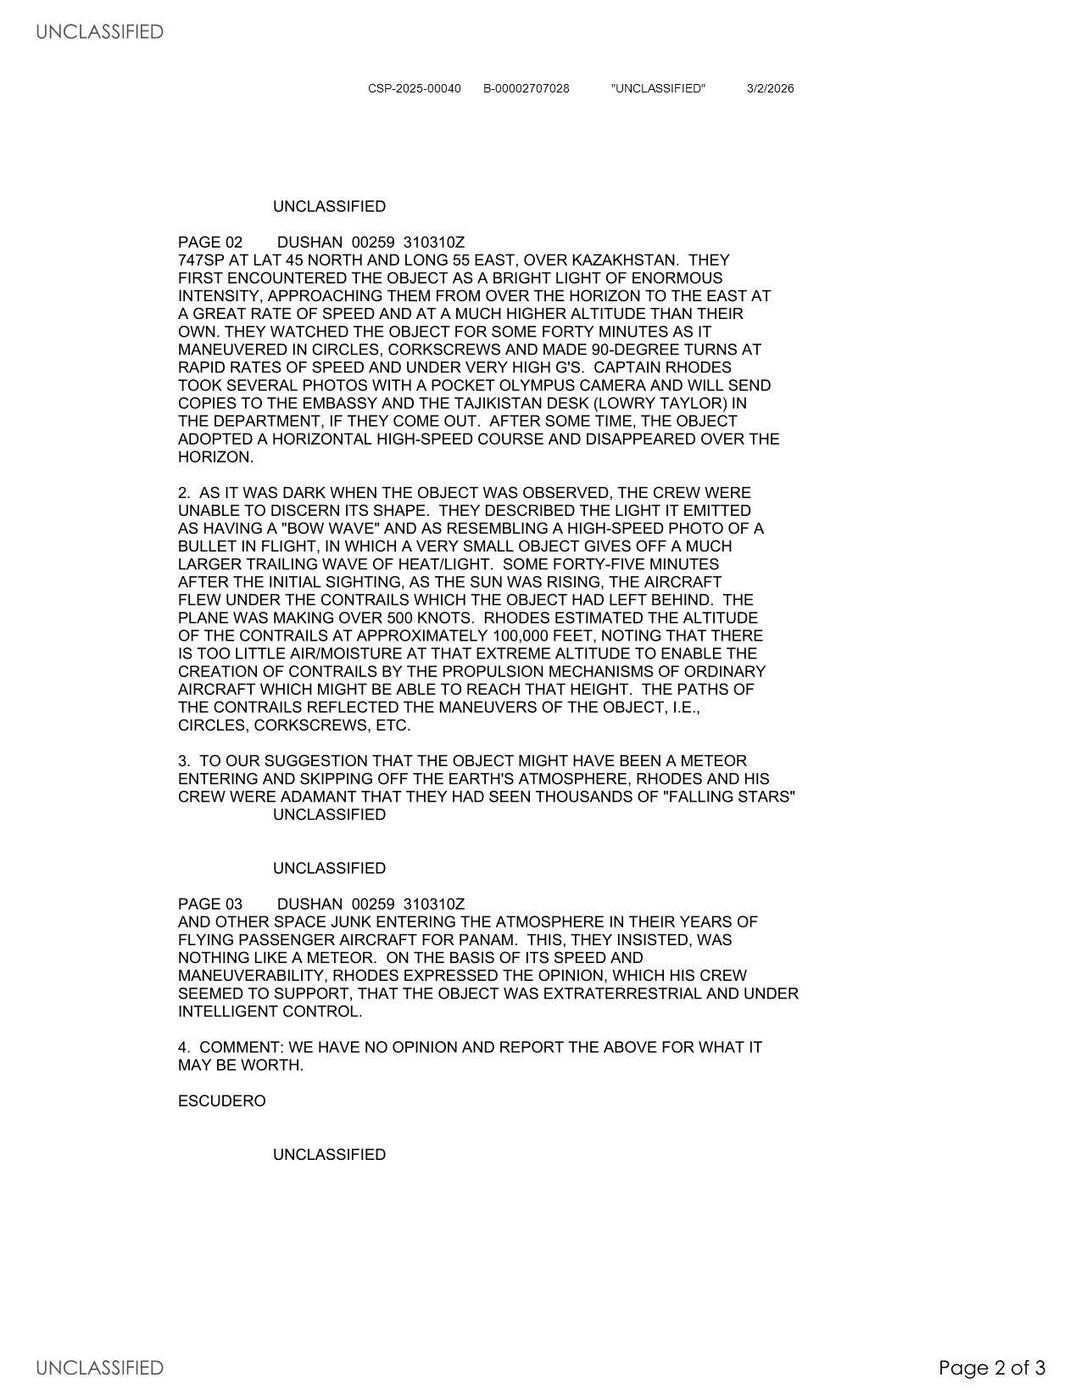 UNCLASSIFIED
CSP-2025-00040 B-00002707028 "UNCLASSIFIED" 3/2/2026
UNCLASSIFIED
PAGE 02 DUSHAN 00259 310310Z
747SP AT LAT 45 NORTH AND LONG 55 EAST, OVER KAZAKHSTAN. THEY
FIRST ENCOUNTERED THE OBJECT AS A BRIGHT LIGHT OF ENORMOUS
INTENSITY, APPROACHING THEM FROM OVER THE HORIZON TO THE EAST AT
A GREAT RATE OF SPEED AND AT A MUCH HIGHER ALTITUDE THAN THEIR
OWN. THEY WATCHED THE OBJECT FOR SOME FORTY MINUTES AS IT
MANEUVERED IN CIRCLES, CORKSCREWS AND MADE 90-DEGREE TURNS AT
RAPID RATES OF SPEED AND UNDER VERY HIGH G'S. CAPTAIN RHODES
TOOK SEVERAL PHOTOS WITH A POCKET OLYMPUS CAMERA AND WILL SEND
COPIES TO THE EMBASSY AND THE TAJIKISTAN DESK (LOWRY TAYLOR) IN
THE DEPARTMENT, IF THEY COME OUT. AFTER SOME TIME, THE OBJECT
ADOPTED A HORIZONTAL HIGH-SPEED COURSE AND DISAPPEARED OVER THE
HORIZON.
2. AS IT WAS DARK WHEN THE OBJECT WAS OBSERVED, THE CREW WERE
UNABLE TO DISCERN ITS SHAPE. THEY DESCRIBED THE LIGHT IT EMITTED
AS HAVING A "BOW WAVE" AND AS RESEMBLING A HIGH-SPEED PHOTO OF A
BULLET IN FLIGHT, IN WHICH A VERY SMALL OBJECT GIVES OFF A MUCH
LARGER TRAILING WAVE OF HEAT/LIGHT. SOME FORTY-FIVE MINUTES
AFTER THE INITIAL SIGHTING, AS THE SUN WAS RISING, THE AIRCRAFT
FLEW UNDER THE CONTRAILS WHICH THE OBJECT HAD LEFT BEHIND. THE
PLANE WAS MAKING OVER 500 KNOTS. RHODES ESTIMATED THE ALTITUDE
OF THE CONTRAILS AT APPROXIMATELY 100,000 FEET, NOTING THAT THERE
IS TOO LITTLE AIR/MOISTURE AT THAT EXTREME ALTITUDE TO ENABLE THE
CREATION OF CONTRAILS BY THE PROPULSION MECHANISMS OF ORDINARY
AIRCRAFT WHICH MIGHT BE ABLE TO REACH THAT HEIGHT. THE PATHS OF
THE CONTRAILS REFLECTED THE MANEUVERS OF THE OBJECT, I.E.,
CIRCLES, CORKSCREWS, ETC.
3. TO OUR SUGGESTION THAT THE OBJECT MIGHT HAVE BEEN A METEOR
ENTERING AND SKIPPING OFF THE EARTH'S ATMOSPHERE, RHODES AND HIS
CREW WERE ADAMANT THAT THEY HAD SEEN THOUSANDS OF "FALLING STARS"
UNCLASSIFIED
UNCLASSIFIED
PAGE 03 DUSHAN 00259 310310Z
AND OTHER SPACE JUNK ENTERING THE ATMOSPHERE IN THEIR YEARS OF
FLYING PASSENGER AIRCRAFT FOR PANAM. THIS, THEY INSISTED, WAS
NOTHING LIKE A METEOR. ON THE BASIS OF ITS SPEED AND
MANEUVERABILITY, RHODES EXPRESSED THE OPINION, WHICH HIS CREW
SEEMED TO SUPPORT, THAT THE OBJECT WAS EXTRATERRESTRIAL AND UNDER
INTELLIGENT CONTROL.
4. COMMENT: WE HAVE NO OPINION AND REPORT THE ABOVE FOR WHAT IT
MAY BE WORTH.
ESCUDERO
UNCLASSIFIED
UNCLASSIFIED
Page 2 of 3